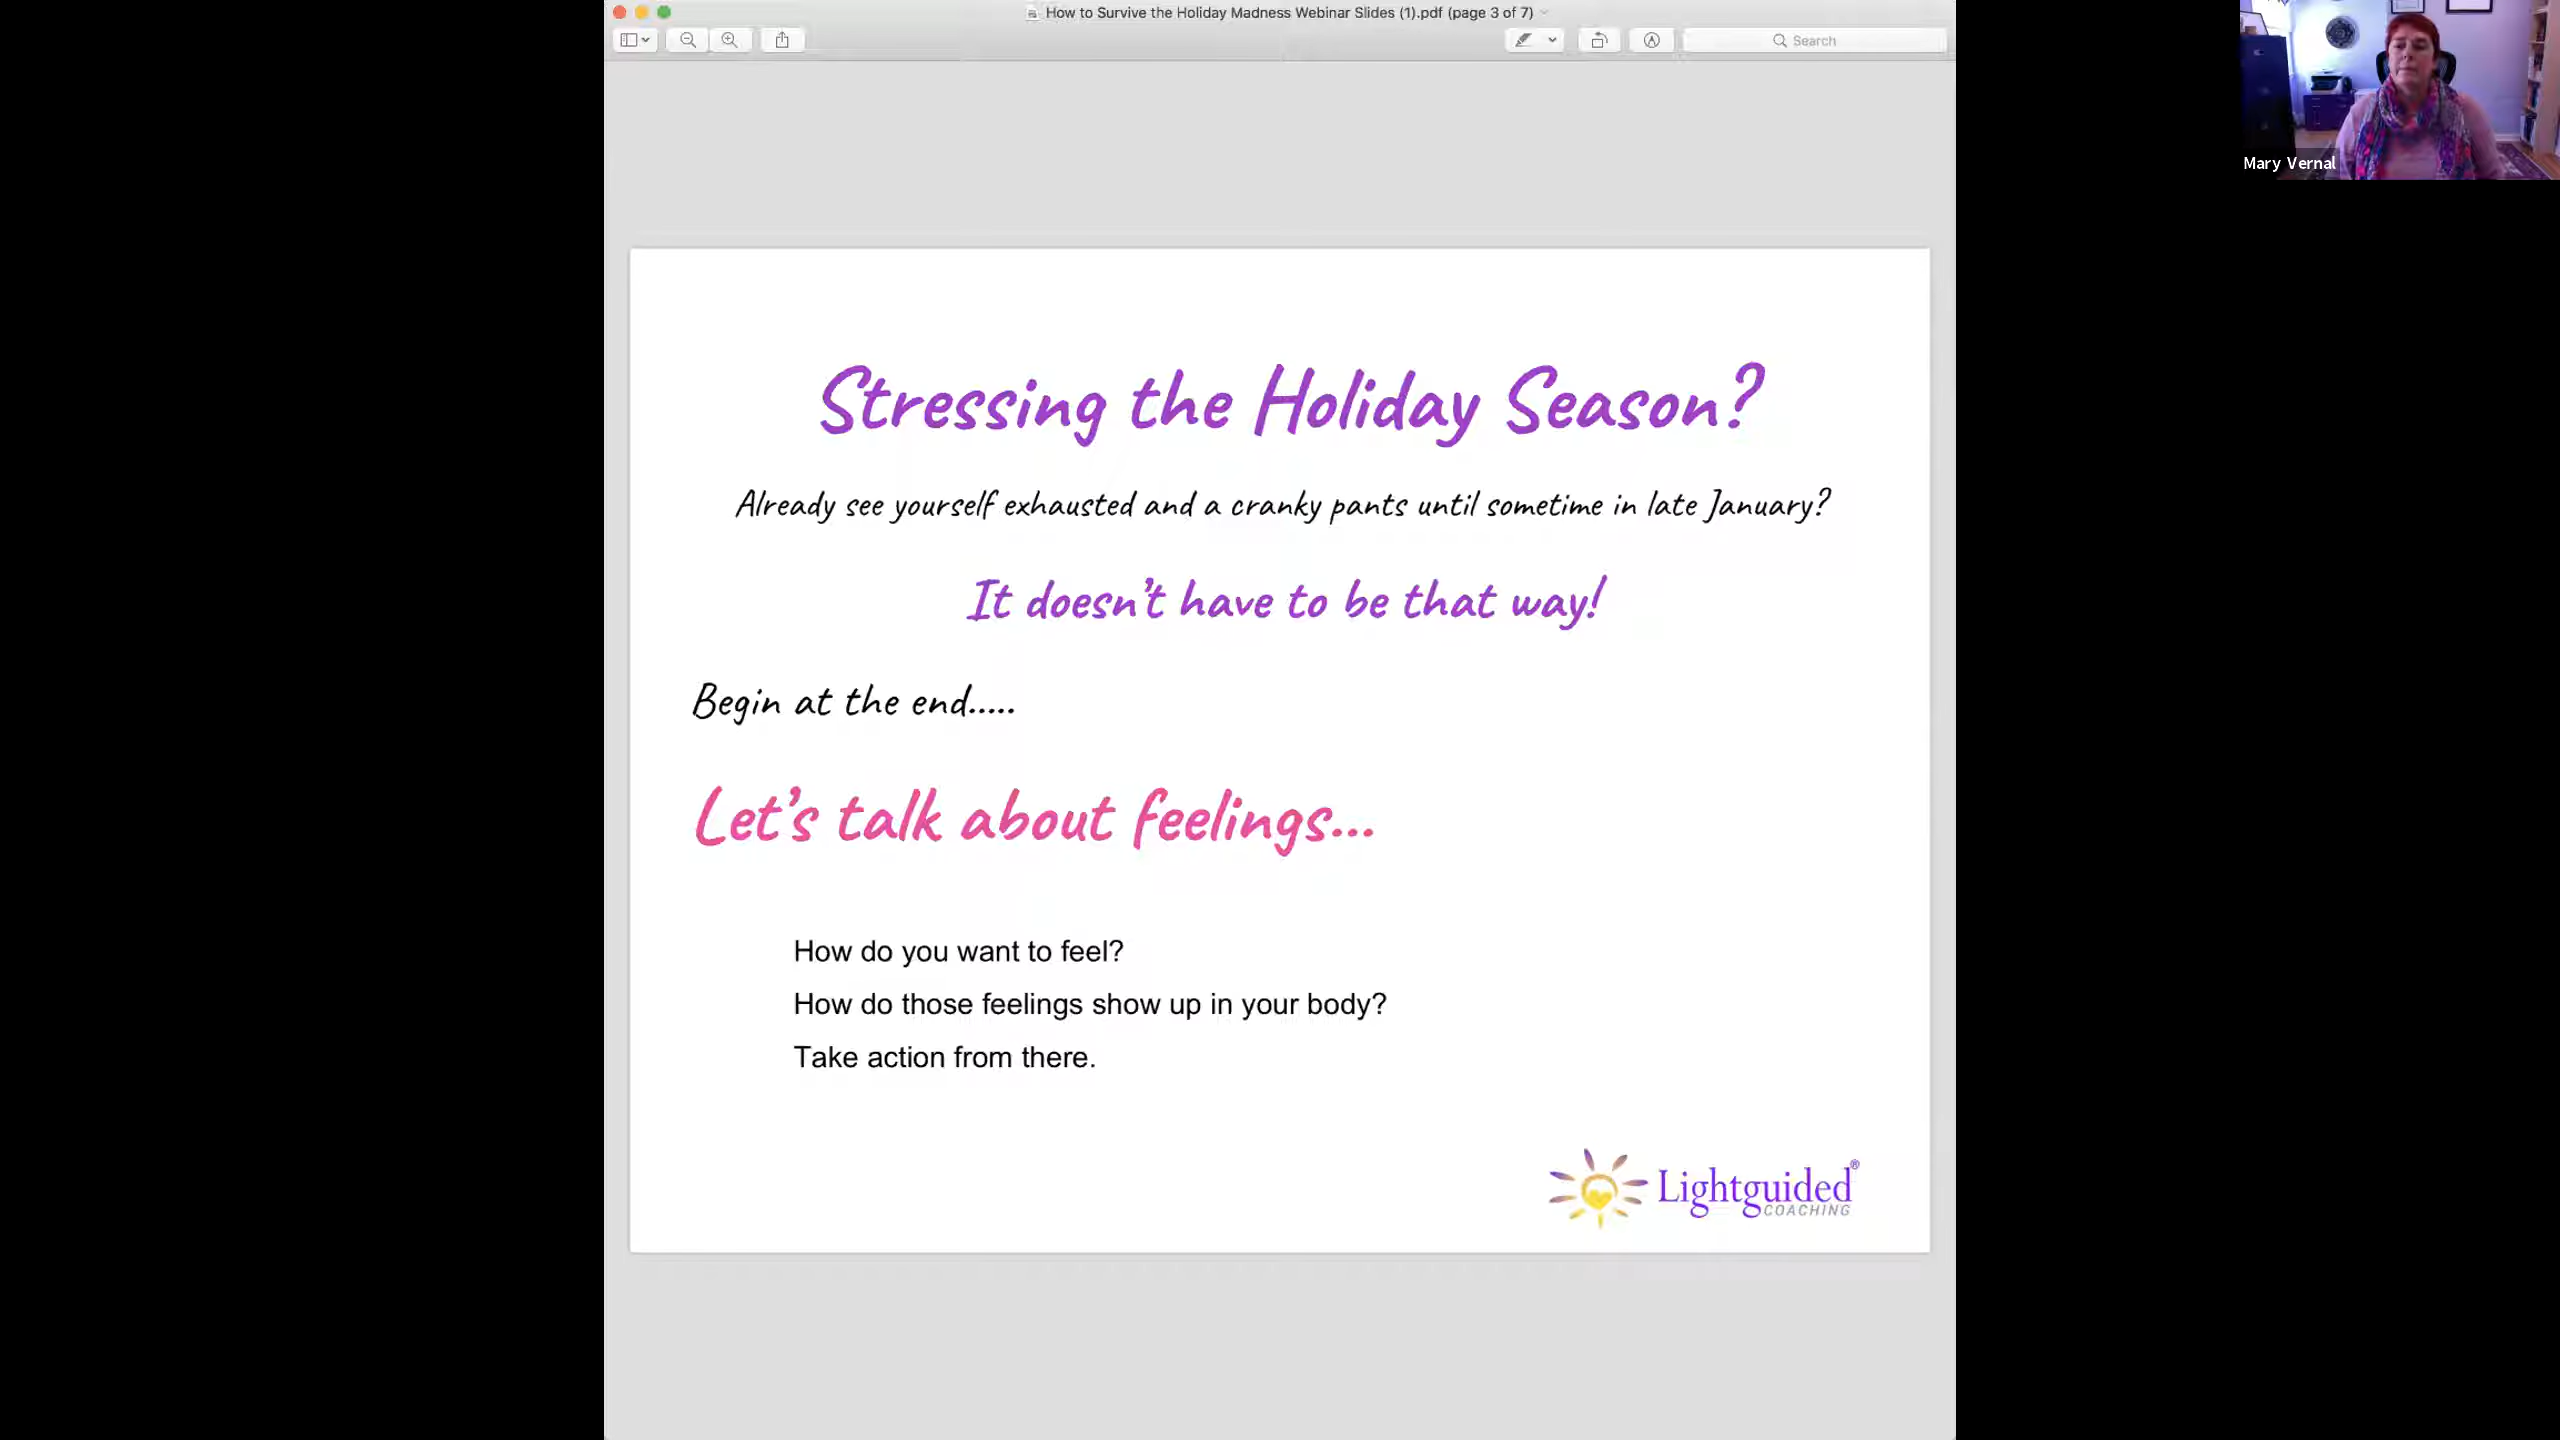 How to Survive the Holiday Madness Webinar Slides (1).pdf (page 3 of 7)
Search
Mary Vernal
Stressing the Holiday Season?
Already see yourself exhausted and a cranky pants until sometime in late January?
It doesn't have to be that way!
Begin at the end.....
Let's talk about feelings...
How do you want to feel?
How do those feelings show up in your body?
Take action from there.
Lightguided®
COACHING